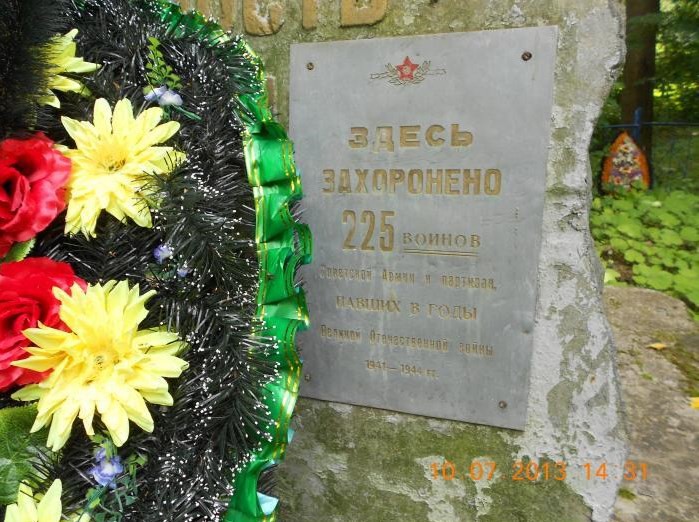 ЗДЕСЬ
ЗАХОРОНЕНО
225 ВОИНОВ
Советской Армии и партизан,
ПАВШИХ В ГОДЫ
Великой Отечественной войны
1941—1944 гг.
10 07 2013 14 31